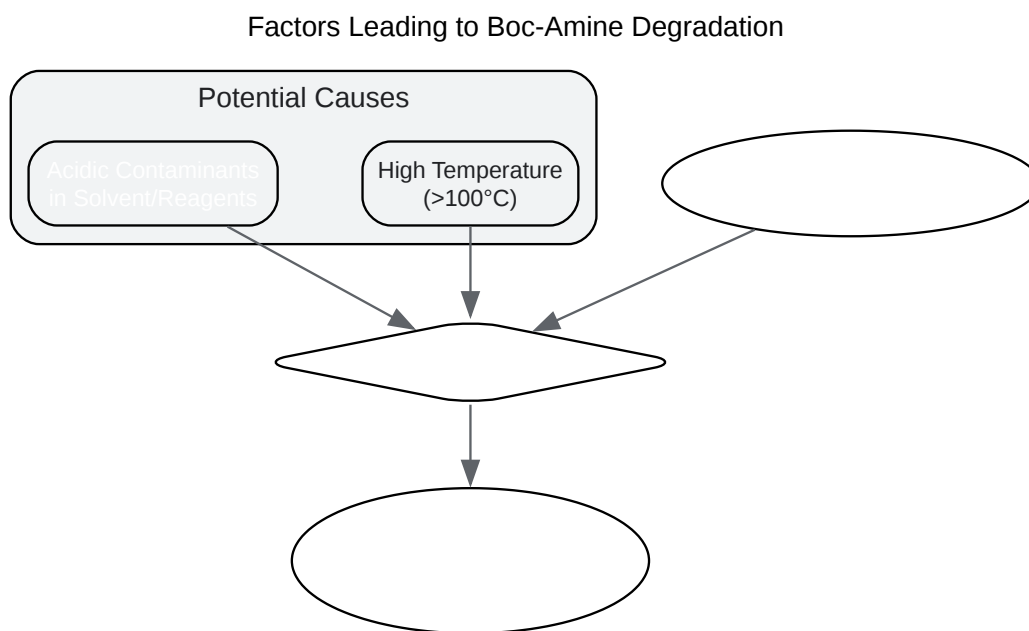 Factors Leading to Boc-Amine Degradation
Potential Causes
Acidic Contaminants
in Solvent/Reagents
High Temperature
(>100°C)